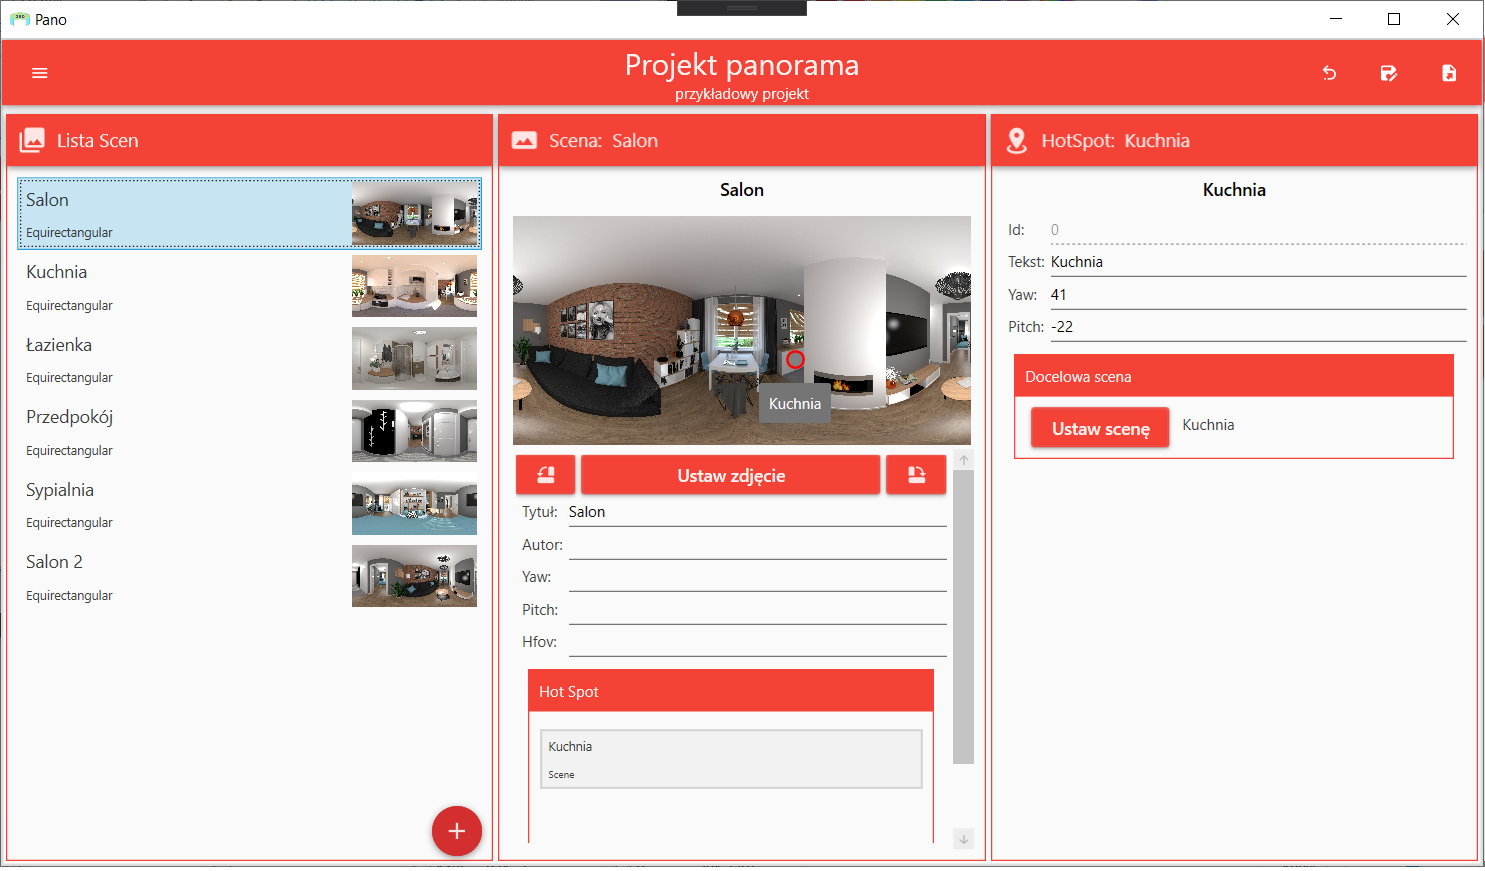 Pano
Projekt panorama
przykładowy projekt
Lista Scen
Salon
Equirectangular
Kuchnia
Equirectangular
Łazienka
Equirectangular
Przedpokój
Equirectangular
Sypialnia
Equirectangular
Salon 2
Equirectangular
Scena: Salon
Salon
Kuchnia
Ustaw zdjęcie
Tytuł: Salon
Autor:
Yaw:
Pitch:
Hfov:
Hot Spot
Kuchnia
Scene
HotSpot: Kuchnia
Kuchnia
Id: 0
Tekst: Kuchnia
Yaw: 41
Pitch: -22
Docelowa scena
Ustaw scenę Kuchnia